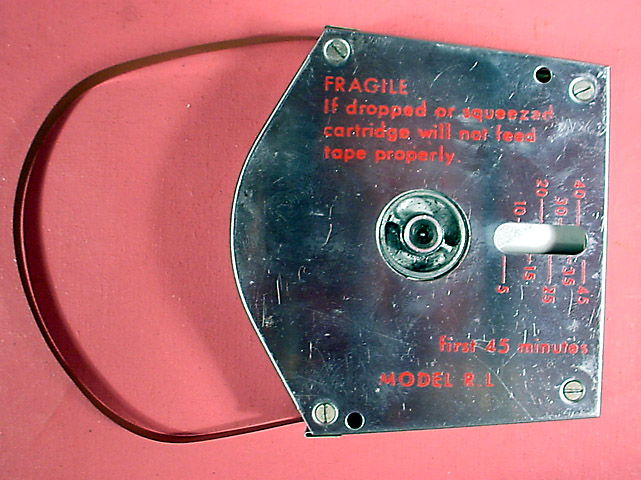 FRAGILE
If dropped or squeezed
cartridge will not feed
tape properly.
40 45
30 35
20 25
10 15
5
first 45 minutes
MODEL R.L